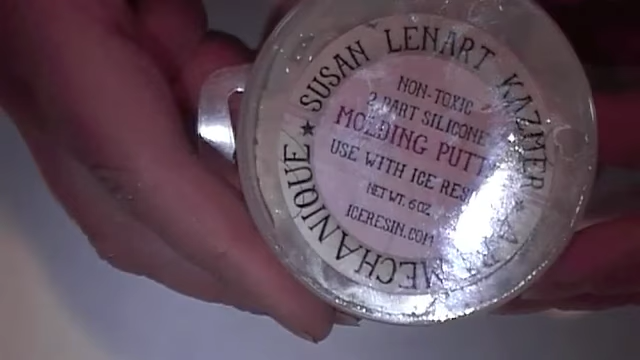 SUSAN LENART KAZMER
★ ART MECHANIQUE ★
NON-TOXIC
2 PART SILICONE
MOLDING PUTTY
USE WITH ICE RESIN
NET WT. 6 OZ
ICERESIN.COM